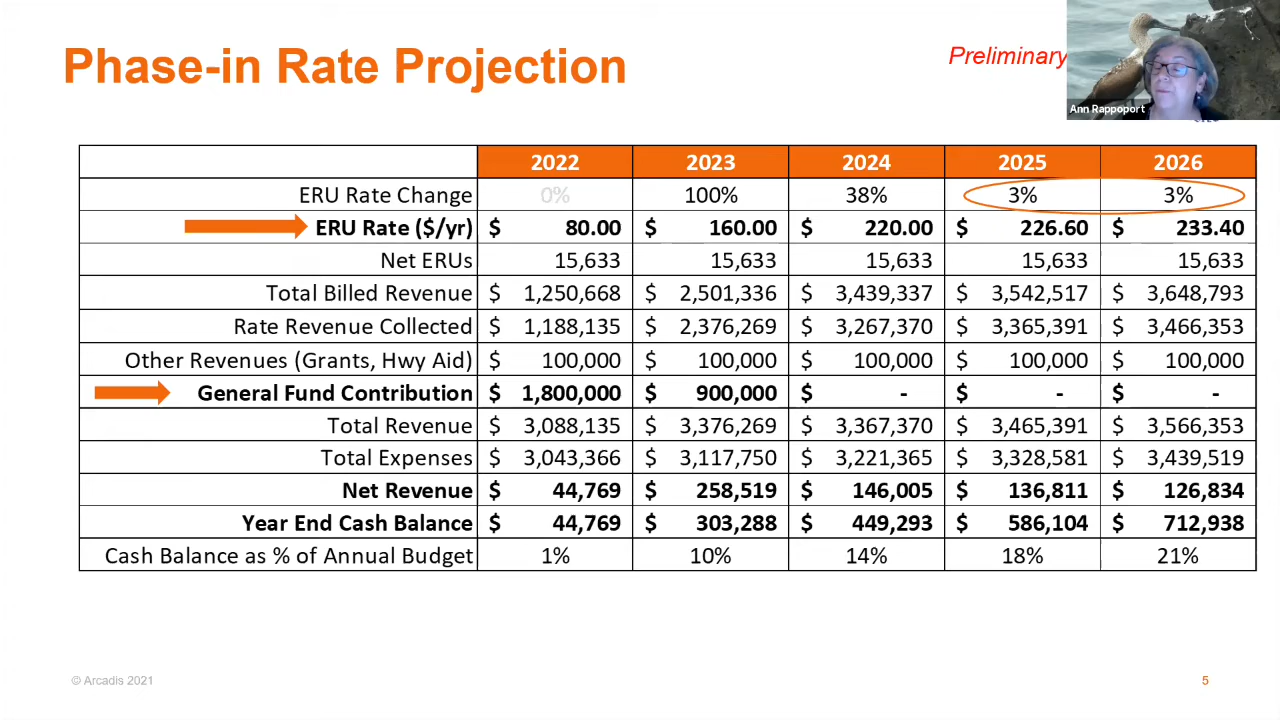 Phase-in Rate Projection
Preliminary
Ann Rappoport
2022 2023 2024 2025 2026
ERU Rate Change 0% 100% 38% 3% 3%
ERU Rate ($/yr) $ 80.00 $ 160.00 $ 220.00 $ 226.60 $ 233.40
Net ERUs 15,633 15,633 15,633 15,633 15,633
Total Billed Revenue $ 1,250,668 $ 2,501,336 $ 3,439,337 $ 3,542,517 $ 3,648,793
Rate Revenue Collected $ 1,188,135 $ 2,376,269 $ 3,267,370 $ 3,365,391 $ 3,466,353
Other Revenues (Grants, Hwy Aid) $ 100,000 $ 100,000 $ 100,000 $ 100,000 $ 100,000
General Fund Contribution $ 1,800,000 $ 900,000 $ - $ - $ -
Total Revenue $ 3,088,135 $ 3,376,269 $ 3,367,370 $ 3,465,391 $ 3,566,353
Total Expenses $ 3,043,366 $ 3,117,750 $ 3,221,365 $ 3,328,581 $ 3,439,519
Net Revenue $ 44,769 $ 258,519 $ 146,005 $ 136,811 $ 126,834
Year End Cash Balance $ 44,769 $ 303,288 $ 449,293 $ 586,104 $ 712,938
Cash Balance as % of Annual Budget 1% 10% 14% 18% 21%
© Arcadis 2021
5